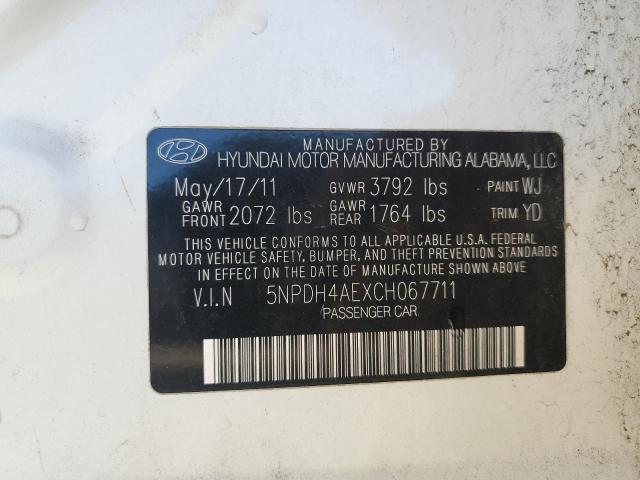 MANUFACTURED BY
HYUNDAI MOTOR MANUFACTURING ALABAMA, LLC
May/17/11 GVWR 3792 lbs PAINT WJ
GAWR FRONT 2072 lbs GAWR REAR 1764 lbs TRIM YD
THIS VEHICLE CONFORMS TO ALL APPLICABLE U.S.A. FEDERAL
MOTOR VEHICLE SAFETY, BUMPER, AND THEFT PREVENTION STANDARDS
IN EFFECT ON THE DATE OF MANUFACTURE SHOWN ABOVE
V.I.N 5NPDH4AEXCH067711
PASSENGER CAR